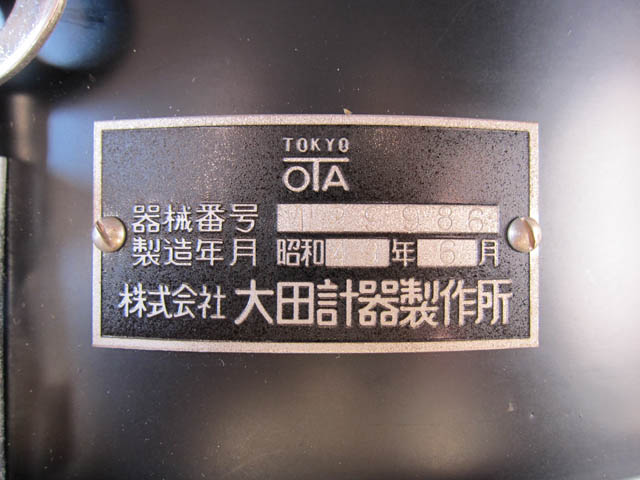 TOKYO
OTA
器械番号
製造年月 昭和 年 6 月
株式会社 大田計器製作所